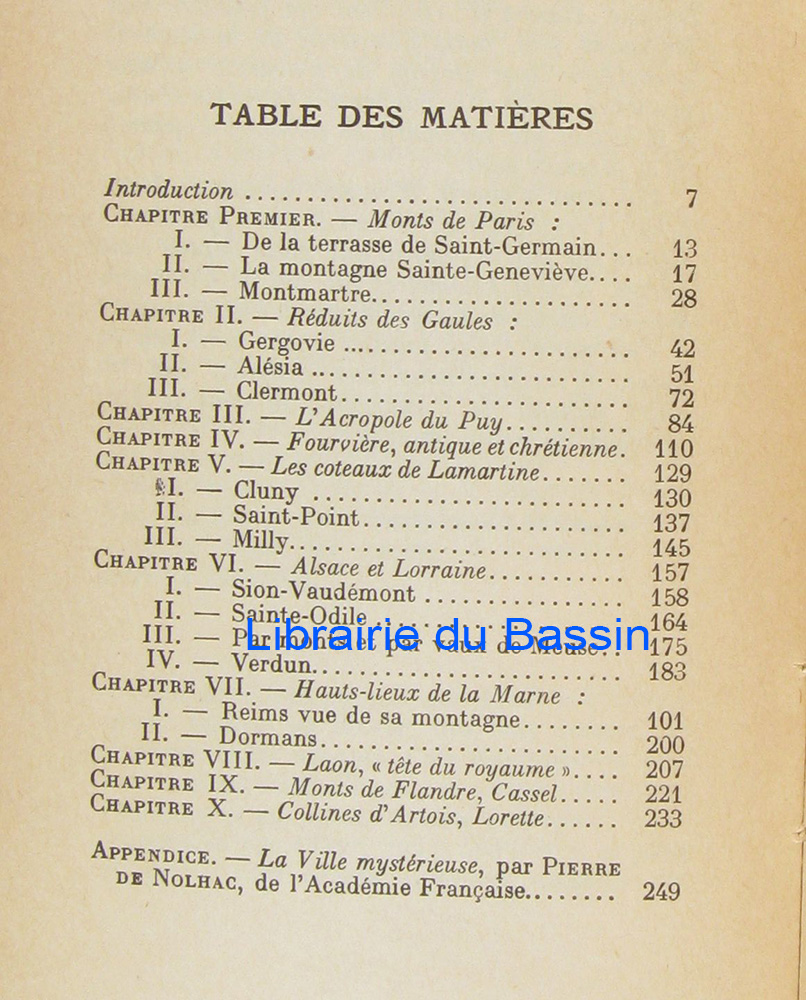 TABLE DES MATIÈRES
Introduction ................................ 7
CHAPITRE PREMIER. — Monts de Paris :
I. — De la terrasse de Saint-Germain... 13
II. — La montagne Sainte-Geneviève.... 17
III. — Montmartre..................... 28
CHAPITRE II. — Réduits des Gaules :
I. — Gergovie ........................ 42
II. — Alésia .......................... 51
III. — Clermont........................ 72
CHAPITRE III. — L'Acropole du Puy.......... 84
CHAPITRE IV. — Fourvière, antique et chrétienne. 110
CHAPITRE V. — Les coteaux de Lamartine....... 129
I. — Cluny ......................... 130
II. — Saint-Point..................... 137
III. — Milly........................... 145
CHAPITRE VI. — Alsace et Lorraine........... 157
I. — Sion-Vaudémont ................ 158
II. — Sainte-Odile .................... 164
Librairie du Bassin
III. — Par monts et par vaux de Meuse.. 175
IV. — Verdun......................... 183
CHAPITRE VII. — Hauts-lieux de la Marne :
I. — Reims vue de sa montagne........ 101
II. — Dormans........................ 200
CHAPITRE VIII. — Laon, « tête du royaume ».... 207
CHAPITRE IX. — Monts de Flandre, Cassel..... 221
CHAPITRE X. — Collines d'Artois, Lorette...... 233
APPENDICE. — La Ville mystérieuse, par PIERRE
DE NOLHAC, de l'Académie Française........ 249